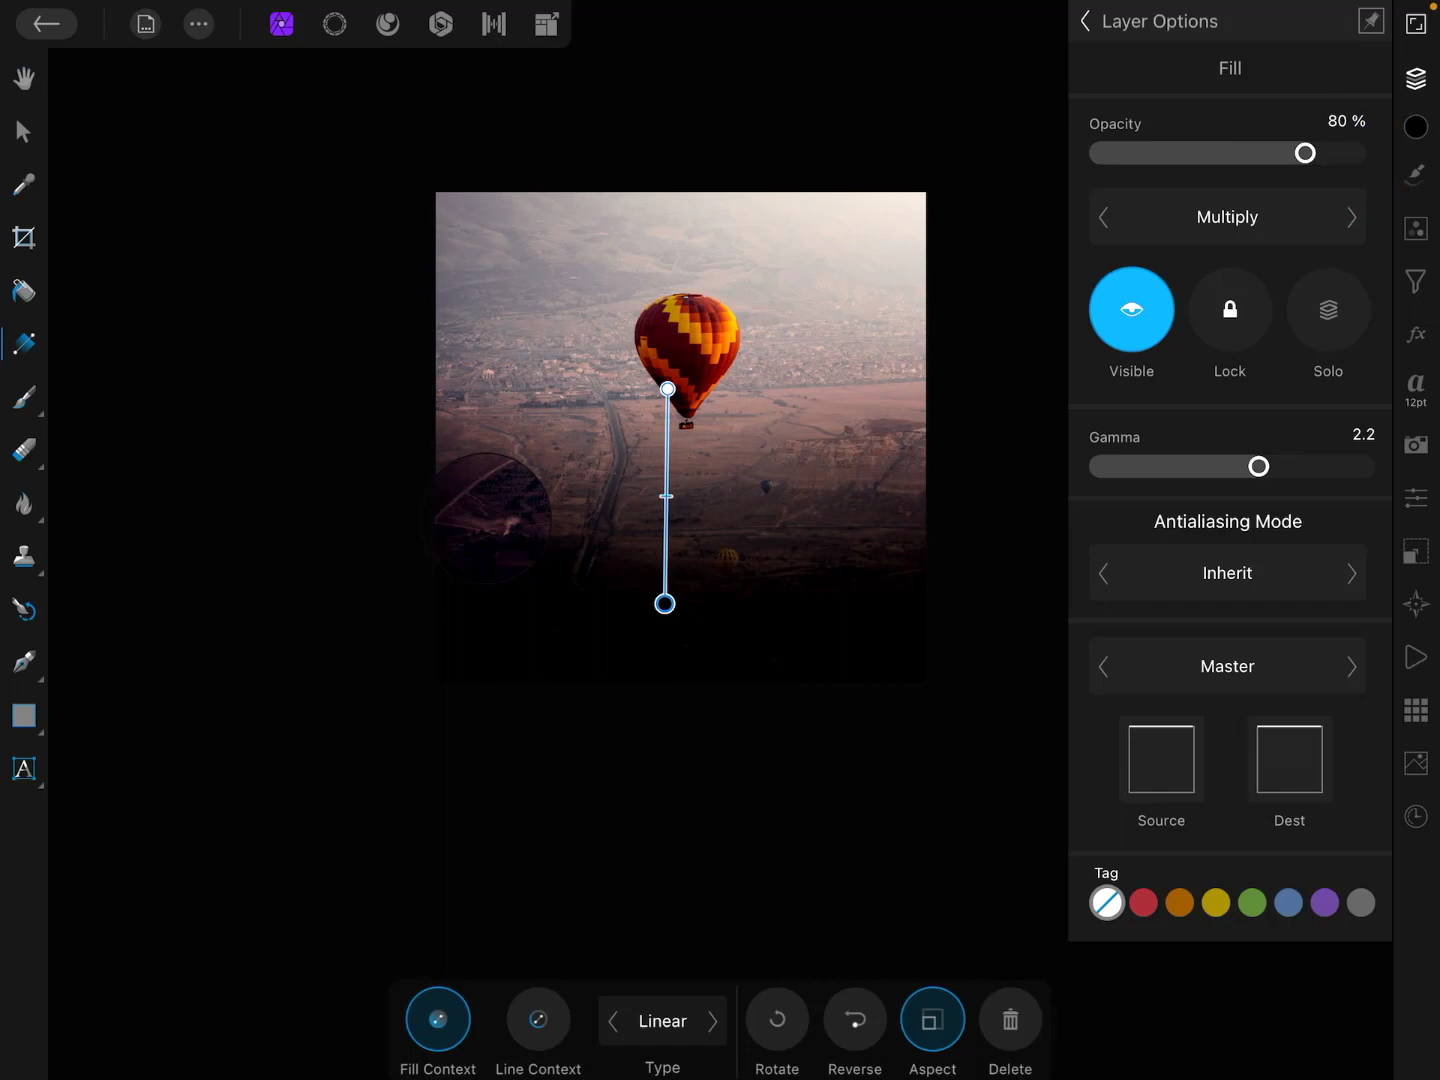 Layer Options
Fill
Opacity
80 %
Multiply
Visible
Lock
Solo
Gamma
2.2
Antialiasing Mode
Inherit
Master
Source
Dest
Tag
fx
a
12pt
A
Linear
Fill Context
Line Context
Type
Rotate
Reverse
Aspect
Delete